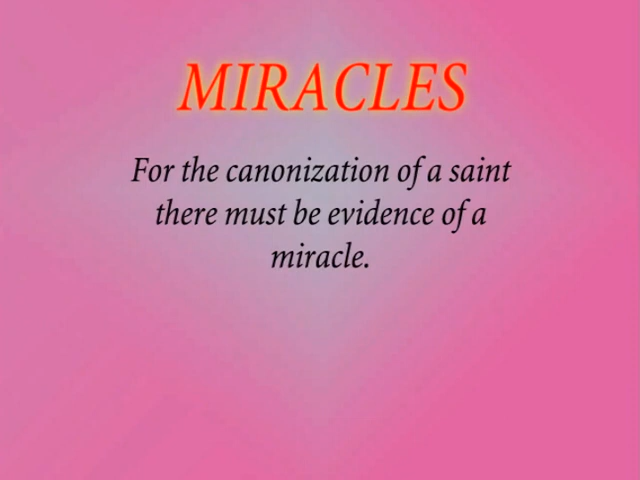 MIRACLES
For the canonization of a saint
there must be evidence of a
miracle.